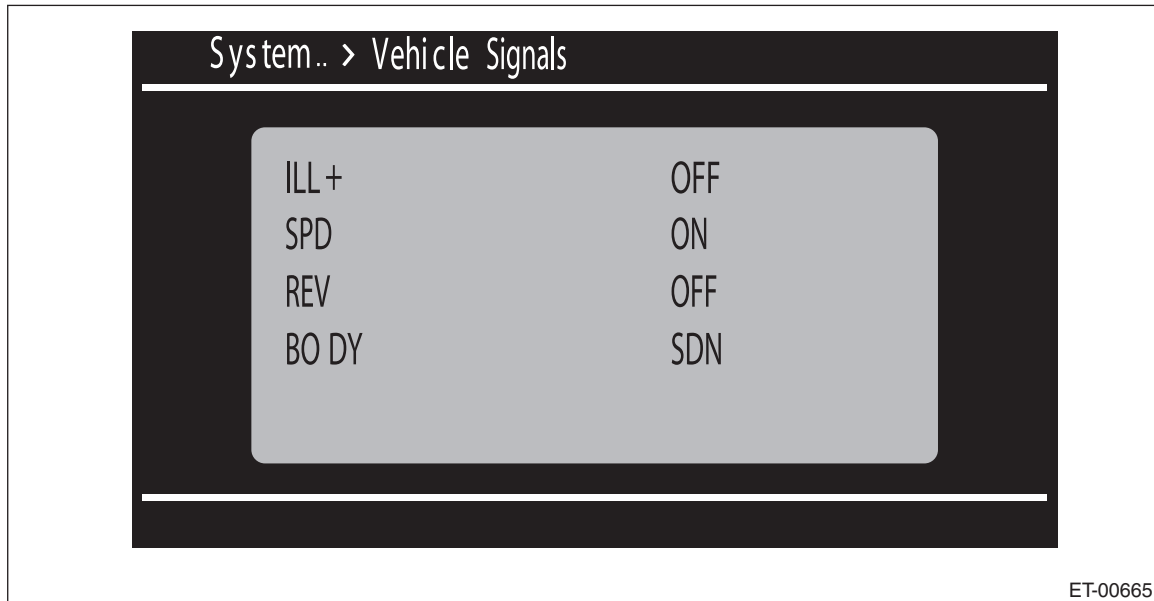 System.. > Vehicle Signals
ILL+ OFF
SPD ON
REV OFF
BODY SDN
ET-00665